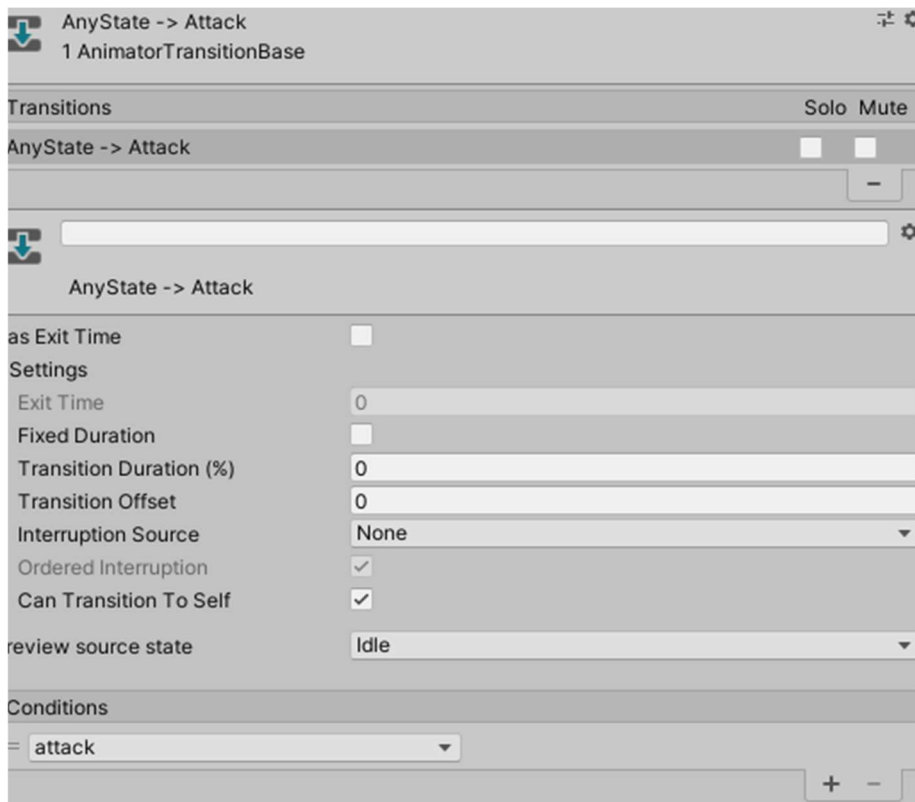 AnyState -> Attack
1 AnimatorTransitionBase
Transitions Solo Mute
AnyState -> Attack
AnyState -> Attack
as Exit Time
Settings
Exit Time 0
Fixed Duration
Transition Duration (%) 0
Transition Offset 0
Interruption Source None
Ordered Interruption
Can Transition To Self
review source state Idle
Conditions
= attack
+ −